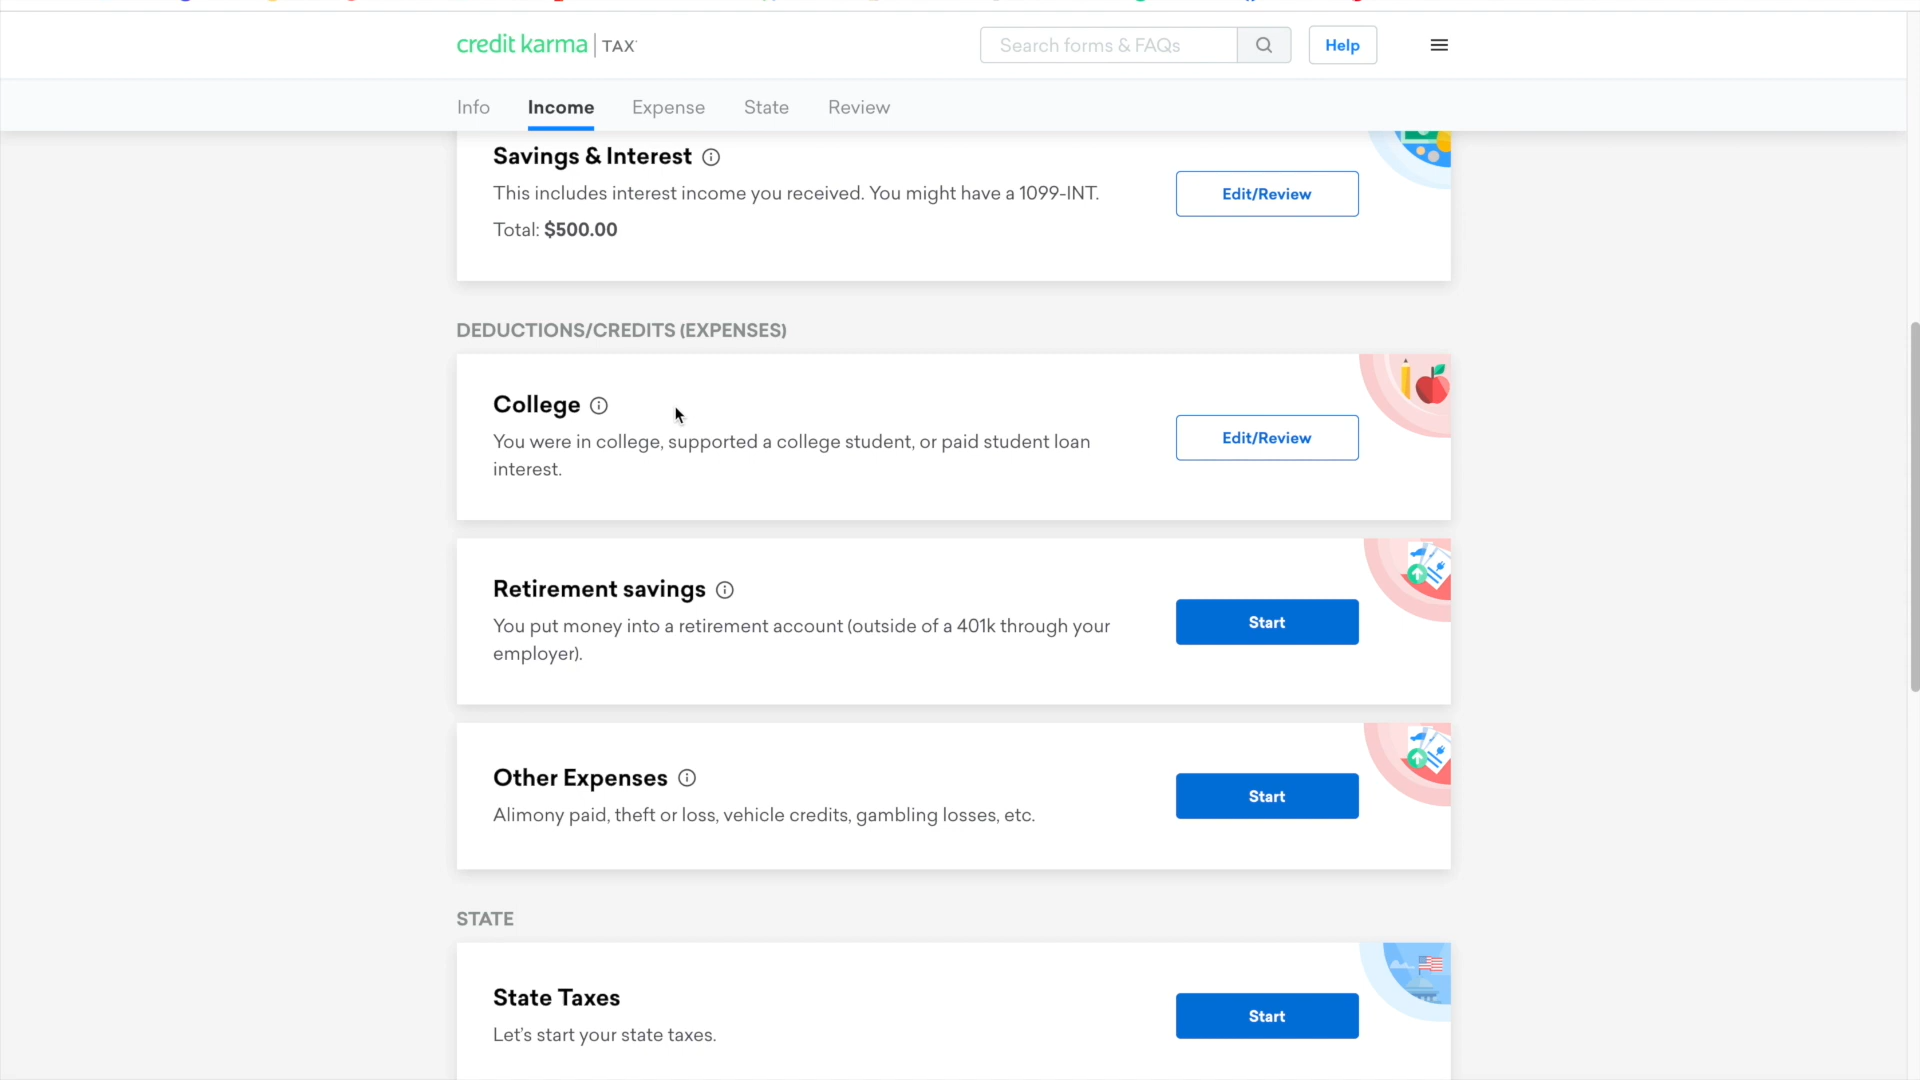 credit karma | TAX
Search forms & FAQs
Help
Info
Income
Expense
State
Review
Savings & Interest
This includes interest income you received. You might have a 1099-INT.
Total: $500.00
Edit/Review
DEDUCTIONS/CREDITS (EXPENSES)
College
You were in college, supported a college student, or paid student loan
interest.
Edit/Review
Retirement savings
You put money into a retirement account (outside of a 401k through your
employer).
Start
Other Expenses
Alimony paid, theft or loss, vehicle credits, gambling losses, etc.
Start
STATE
State Taxes
Let's start your state taxes.
Start